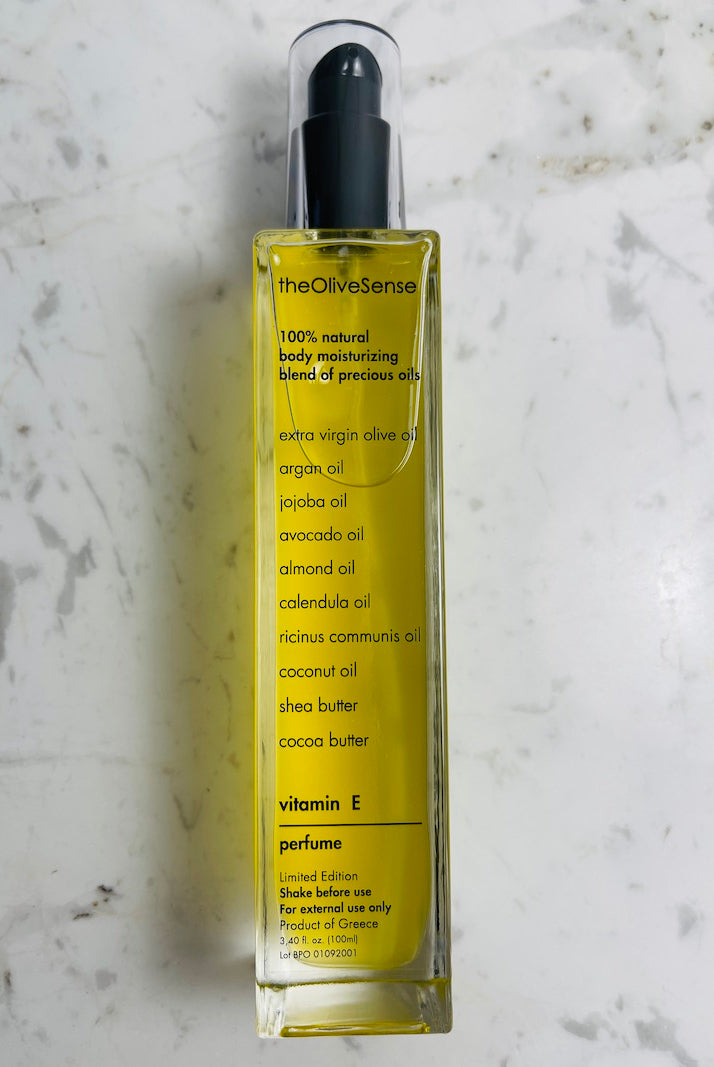 theOliveSense
100% natural
body moisturizing
blend of precious oils
extra virgin olive oil
argan oil
jojoba oil
avocado oil
almond oil
calendula oil
ricinus communis oil
coconut oil
shea butter
cocoa butter
vitamin E
perfume
Limited Edition
Shake before use
For external use only
Product of Greece
3,40 fl. oz. (100ml)
Lot BPO 01092001